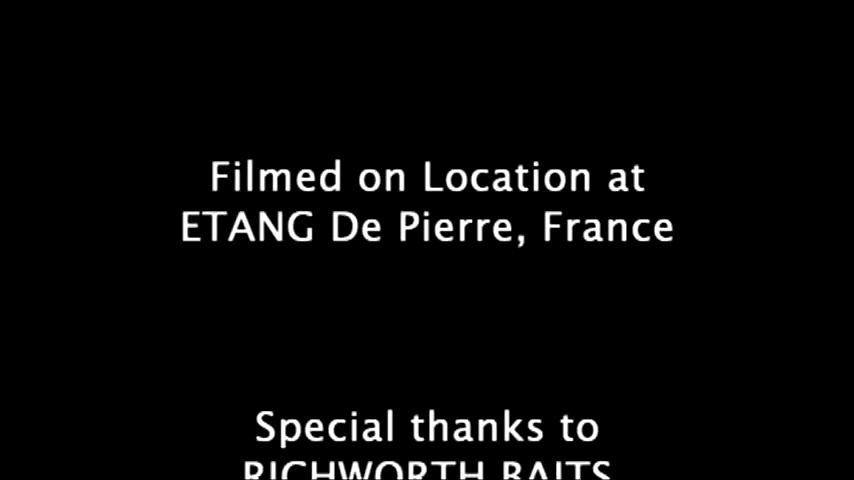 Filmed on Location at
ETANG De Pierre, France
Special thanks to
RICHWORTH BAITS